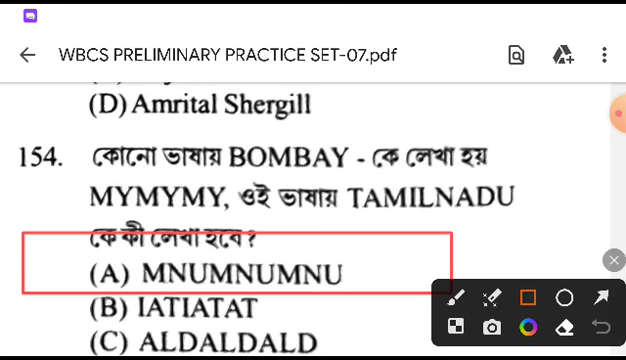 WBCS PRELIMINARY PRACTICE SET-07.pdf
(D) Amrital Shergill
154. কোনো ভাষায় BOMBAY - কে লেখা হয়
MYMYMY, ওই ভাষায় TAMILNADU
কে কী লেখা হবে?
(A) MNUMNUMNU
(B) IATIATAT
(C) ALDALDALD